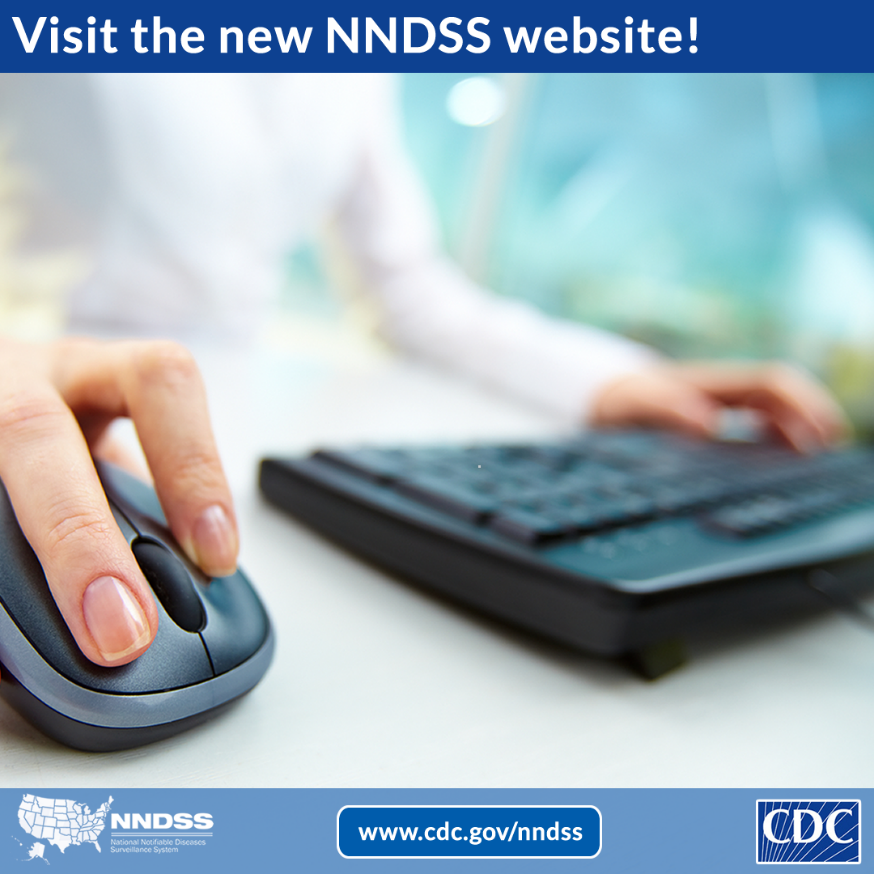 Visit the new NNDSS website!
NNDSS
National Notifiable Diseases
Surveillance System
www.cdc.gov/nndss
CDC